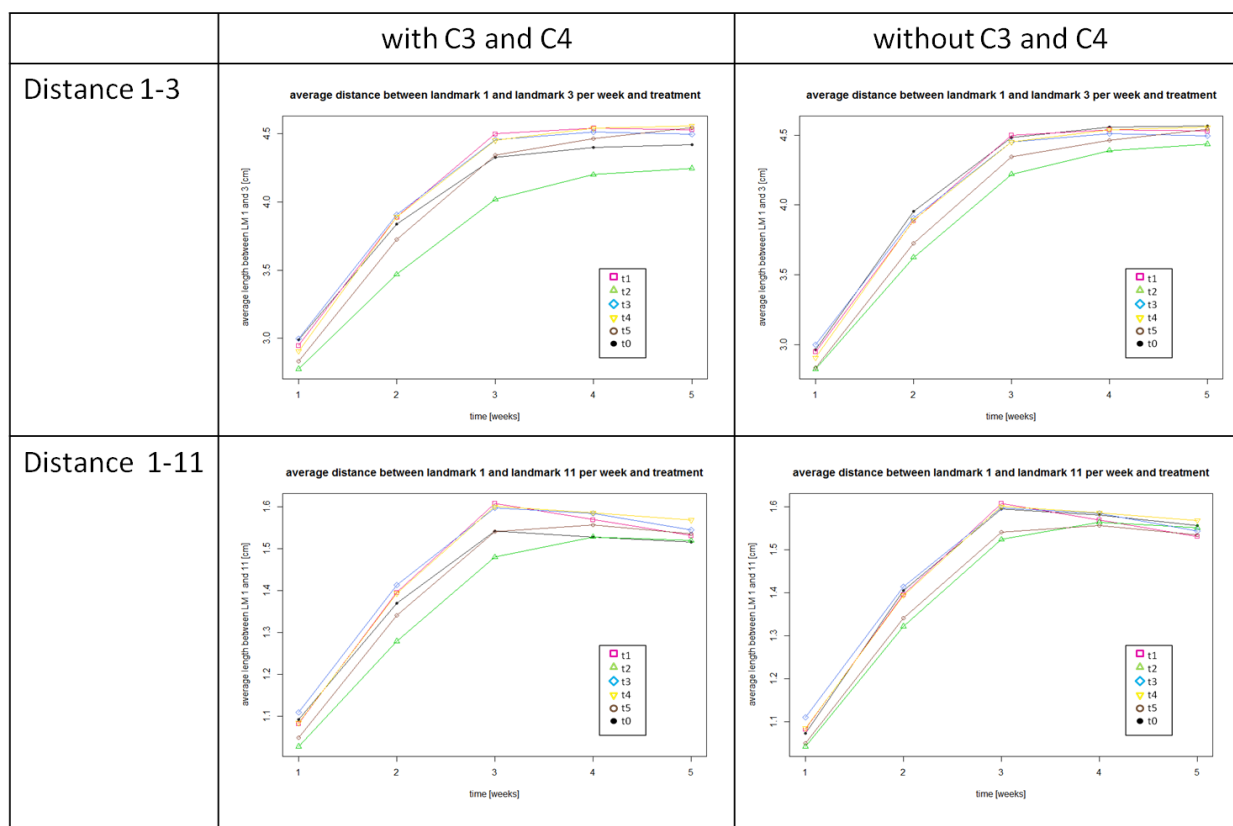 with C3 and C4
without C3 and C4
Distance 1-3
average distance between landmark 1 and landmark 3 per week and treatment
average length between LM 1 and 3 [cm]
4.5
4.0
3.5
3.0
t1
t2
t3
t4
t5
t0
1 2 3 4 5
time [weeks]
average distance between landmark 1 and landmark 3 per week and treatment
average length between LM 1 and 3 [cm]
4.5
4.0
3.5
3.0
t1
t2
t3
t4
t5
t0
1 2 3 4 5
time [weeks]
Distance 1-11
average distance between landmark 1 and landmark 11 per week and treatment
average length between LM 1 and 11 [cm]
1.6
1.5
1.4
1.3
1.2
1.1
t1
t2
t3
t4
t5
t0
1 2 3 4 5
time [weeks]
average distance between landmark 1 and landmark 11 per week and treatment
average length between LM 1 and 11 [cm]
1.6
1.5
1.4
1.3
1.2
1.1
t1
t2
t3
t4
t5
t0
1 2 3 4 5
time [weeks]